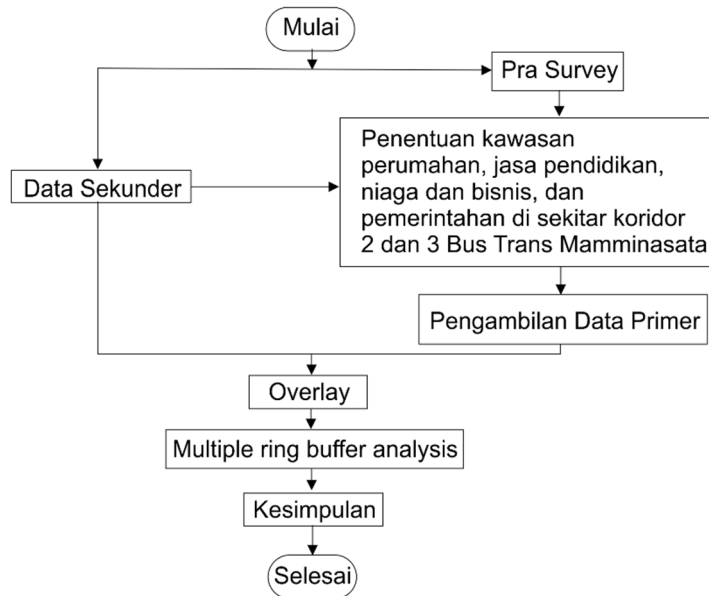 Mulai
Pra Survey
Penentuan kawasan
perumahan, jasa pendidikan,
niaga dan bisnis, dan
pemerintahan di sekitar koridor
2 dan 3 Bus Trans Mamminasata
Data Sekunder
Pengambilan Data Primer
Overlay
Multiple ring buffer analysis
Kesimpulan
Selesai